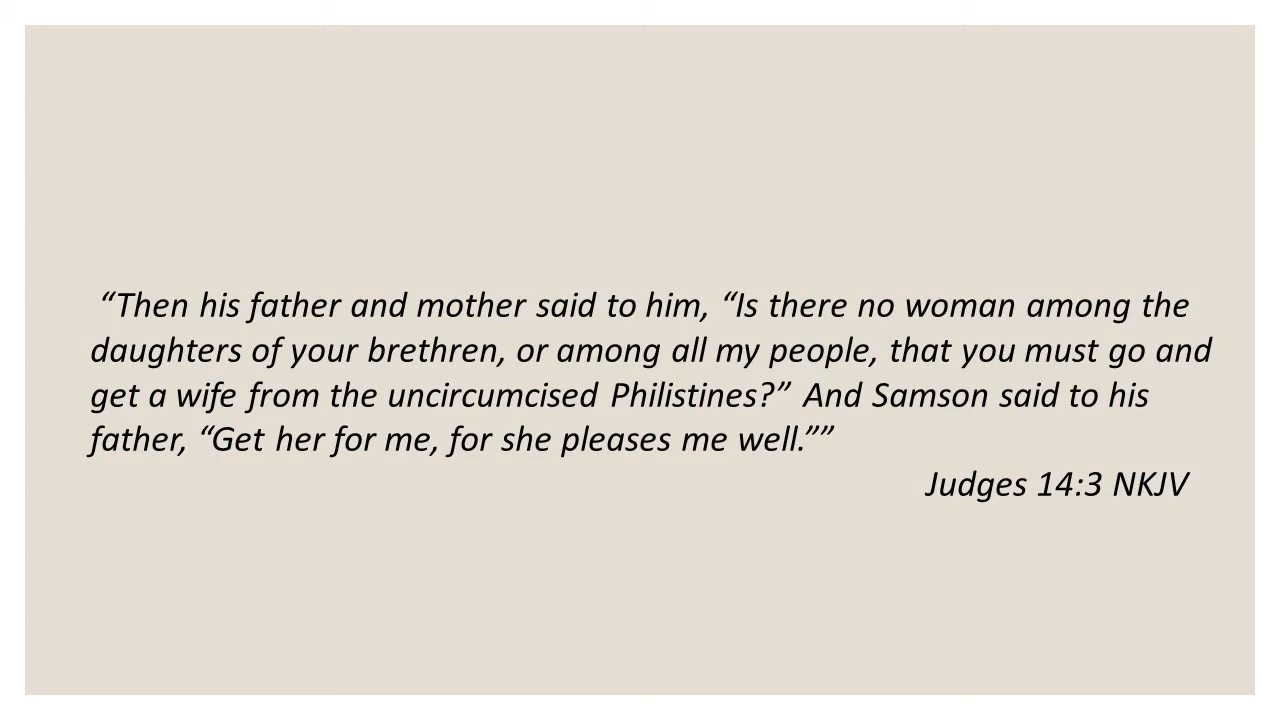 “Then his father and mother said to him, “Is there no woman among the
daughters of your brethren, or among all my people, that you must go and
get a wife from the uncircumcised Philistines?” And Samson said to his
father, “Get her for me, for she pleases me well.””
Judges 14:3 NKJV